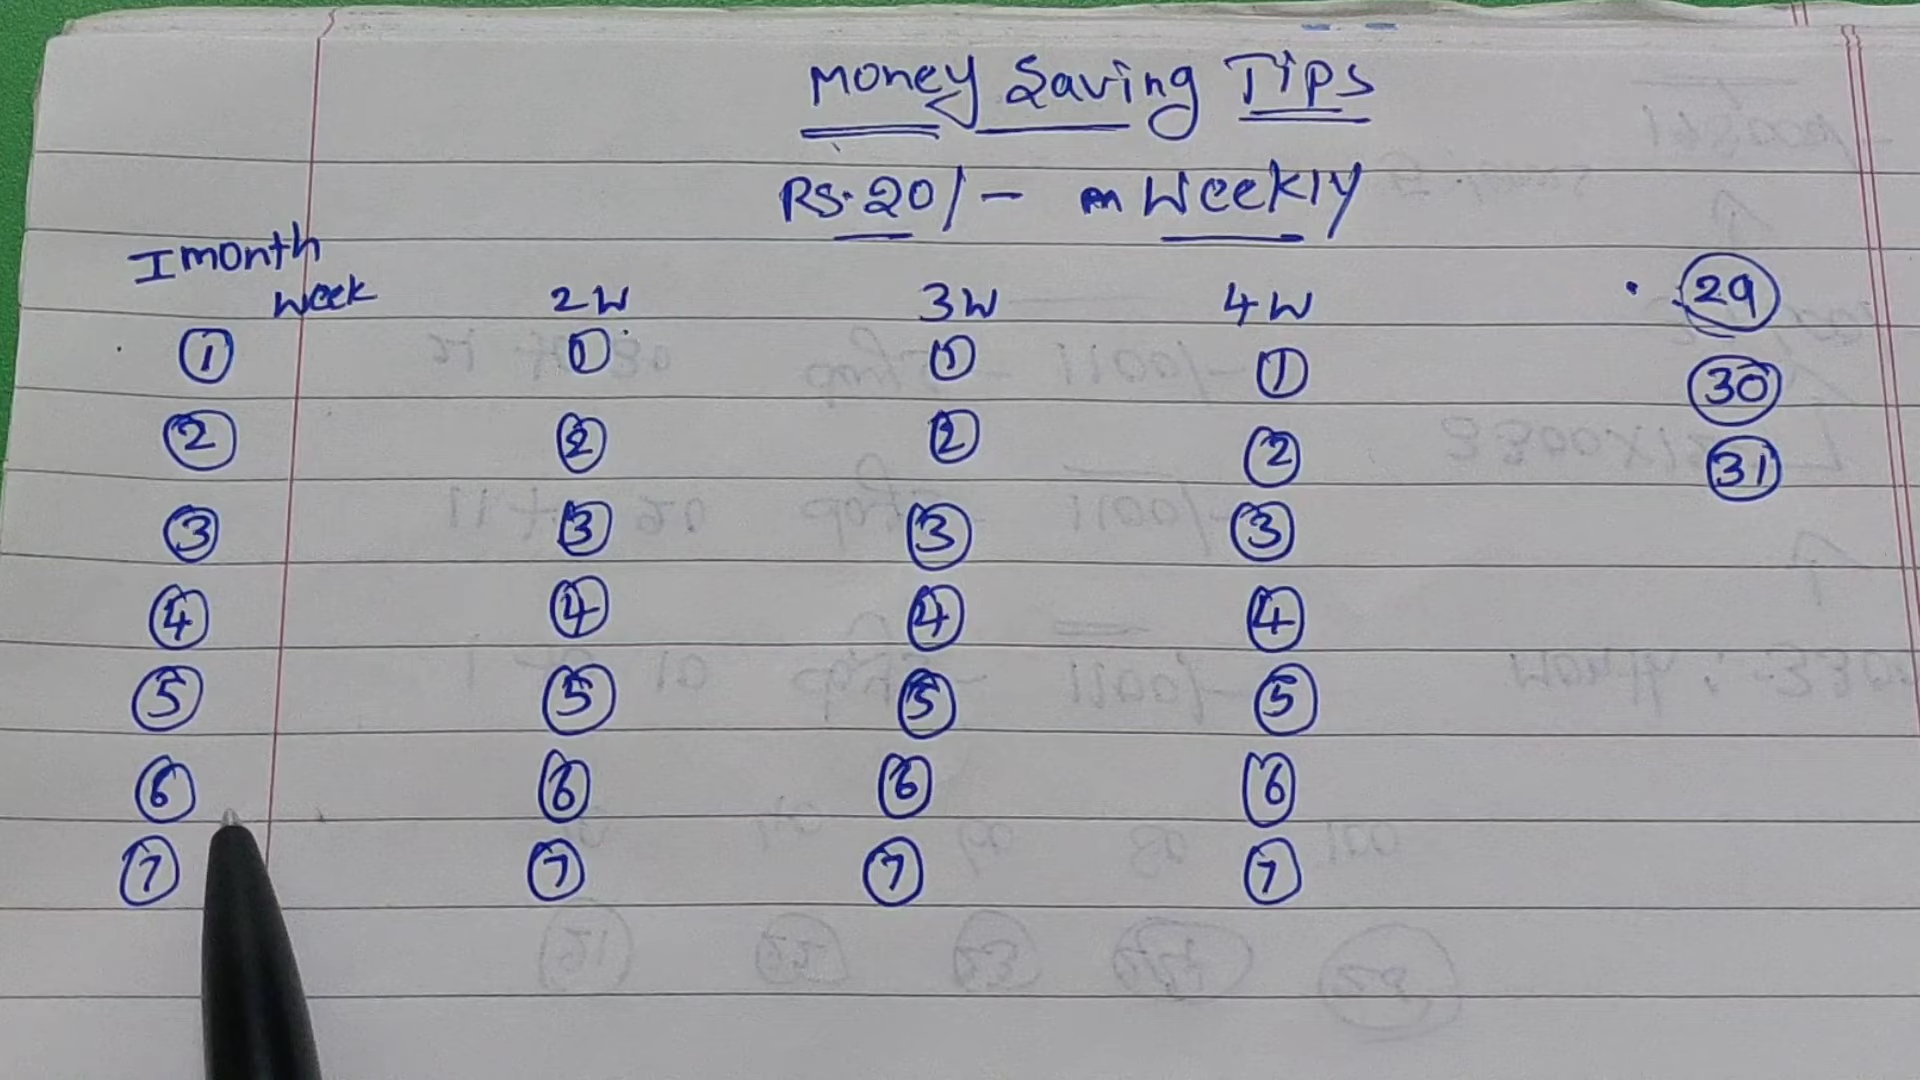 Money Saving Tips
RS.20/- Weekly
I month
week 2W 3W 4W 29
1 1 1 1 30
2 2 2 2 31
3 3 3 3
4 4 4 4
5 5 5 5
6 6 6 6
7 7 7 7